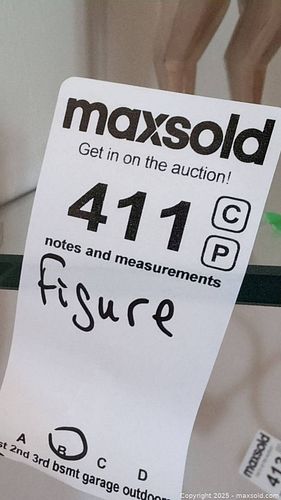 maxsold
Get in on the auction!
411 C
P
notes and measurements
Figure
A B C D
2nd 3rd bsmt garage outdoor
maxsold
Copyright © 2025 - maxsold.com